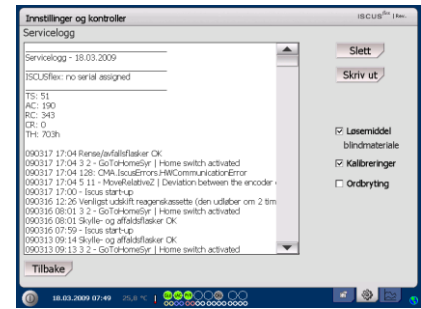 Innstillinger og kontroller
ISCUSflex | Rev.
Servicelogg
Servicelogg - 18.03.2009
ISCUSflex: no serial assigned
TS: 51
AC: 190
RC: 343
CR: 0
TH: 703h
090317 17:04 Rense/avfallsflasker OK
090317 17:04 3 2 - GoToHomeSyr | Home switch activated
090317 17:04 128: CMA.IscusErrors.HWCommunicationError
090317 17:04 5 11 - MoveRelativeZ | Deviation between the encoder
090317 17:00 - Iscus start-up
090316 12:26 Venligst udskift reagenskassette (den udløber om 2 tim
090316 08:01 3 2 - GoToHomeSyr | Home switch activated
090316 08:01 Skylle- og affaldsflasker OK
090316 07:59 - Iscus start-up
090313 09:14 Skylle- og affaldsflasker OK
090313 09:13 3 2 - GoToHomeSyr | Home switch activated
Slett
Skriv ut
Løsemiddel
blindmateriale
Kalibreringer
Ordbryting
Tilbake
18.03.2009 07:49 25,8 °C